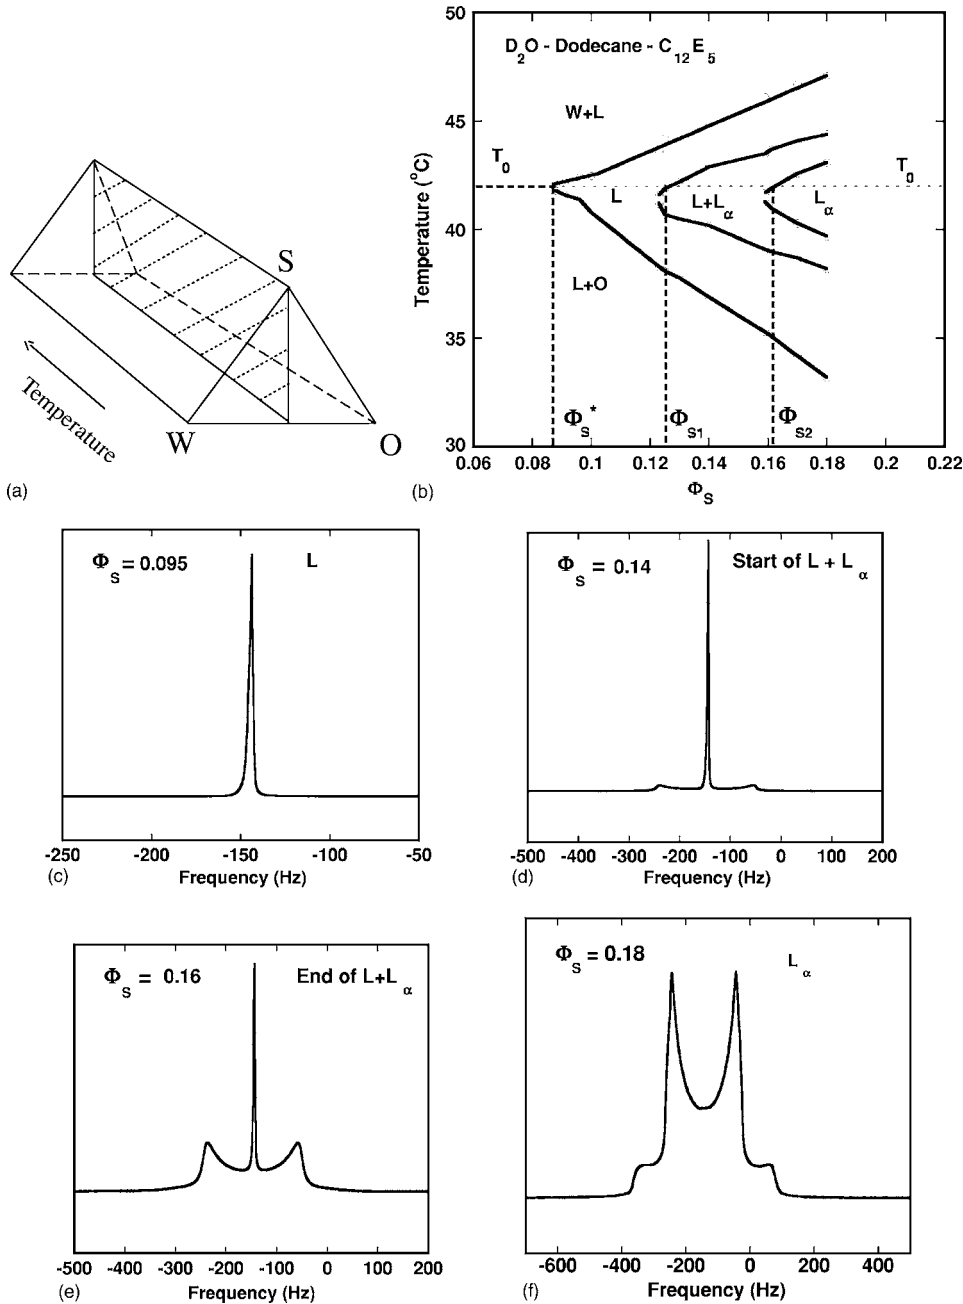 S
W
O
Temperature
(a)
D2O - Dodecane - C12E5
W+L
T0
T0
L
L+Lα
Lα
L+O
ΦS*
ΦS1
ΦS2
50
45
40
35
30
Temperature (°C)
0.06 0.08 0.1 0.12 0.14 0.16 0.18 0.2 0.22
ΦS
(b)
ΦS = 0.095 L
-250 -200 -150 -100 -50
Frequency (Hz)
(c)
ΦS = 0.14 Start of L + Lα
-500 -400 -300 -200 -100 0 100 200
Frequency (Hz)
(d)
ΦS = 0.16 End of L+Lα
-500 -400 -300 -200 -100 0 100 200
Frequency (Hz)
(e)
ΦS = 0.18 Lα
-600 -400 -200 0 200 400
Frequency (Hz)
(f)